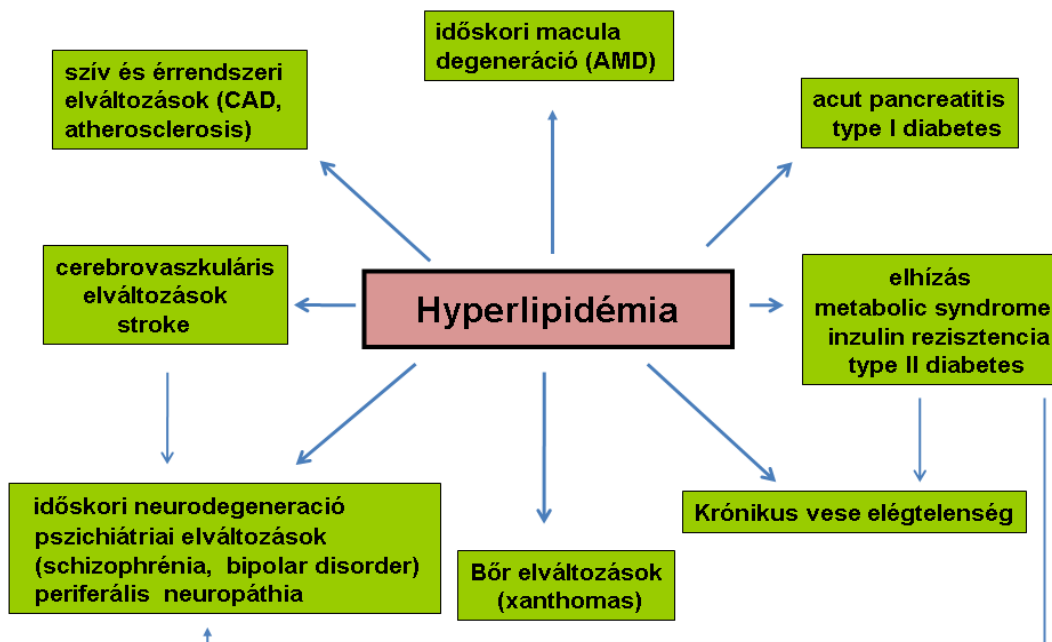 időskori macula
degeneráció (AMD)
szív és érrendszeri
elváltozások (CAD,
atherosclerosis)
acut pancreatitis
type I diabetes
cerebrovaszkuláris
elváltozások
stroke
Hyperlipidémia
elhízás
metabolic syndrome
inzulin rezisztencia
type II diabetes
időskori neurodegeneració
pszichiátriai elváltozások
(schizophrénia, bipolar disorder)
periferális neuropáthia
Bőr elváltozások
(xanthomas)
Krónikus vese elégtelenség